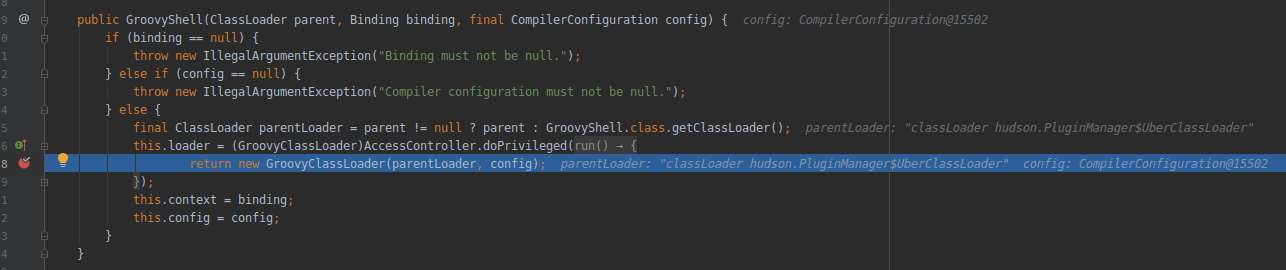 8
9 @ public GroovyShell(ClassLoader parent, Binding binding, final CompilerConfiguration config) { config: CompilerConfiguration@15502
0 if (binding == null) {
1 throw new IllegalArgumentException("Binding must not be null.");
2 } else if (config == null) {
3 throw new IllegalArgumentException("Compiler configuration must not be null.");
4 } else {
5 final ClassLoader parentLoader = parent != null ? parent : GroovyShell.class.getClassLoader(); parentLoader: "classLoader hudson.PluginManager$UberClassLoader"
6 this.loader = (GroovyClassLoader)AccessController.doPrivileged(run() → {
8 return new GroovyClassLoader(parentLoader, config); parentLoader: "classLoader hudson.PluginManager$UberClassLoader" config: CompilerConfiguration@15502
9 });
1 this.context = binding;
2 this.config = config;
3 }
4 }